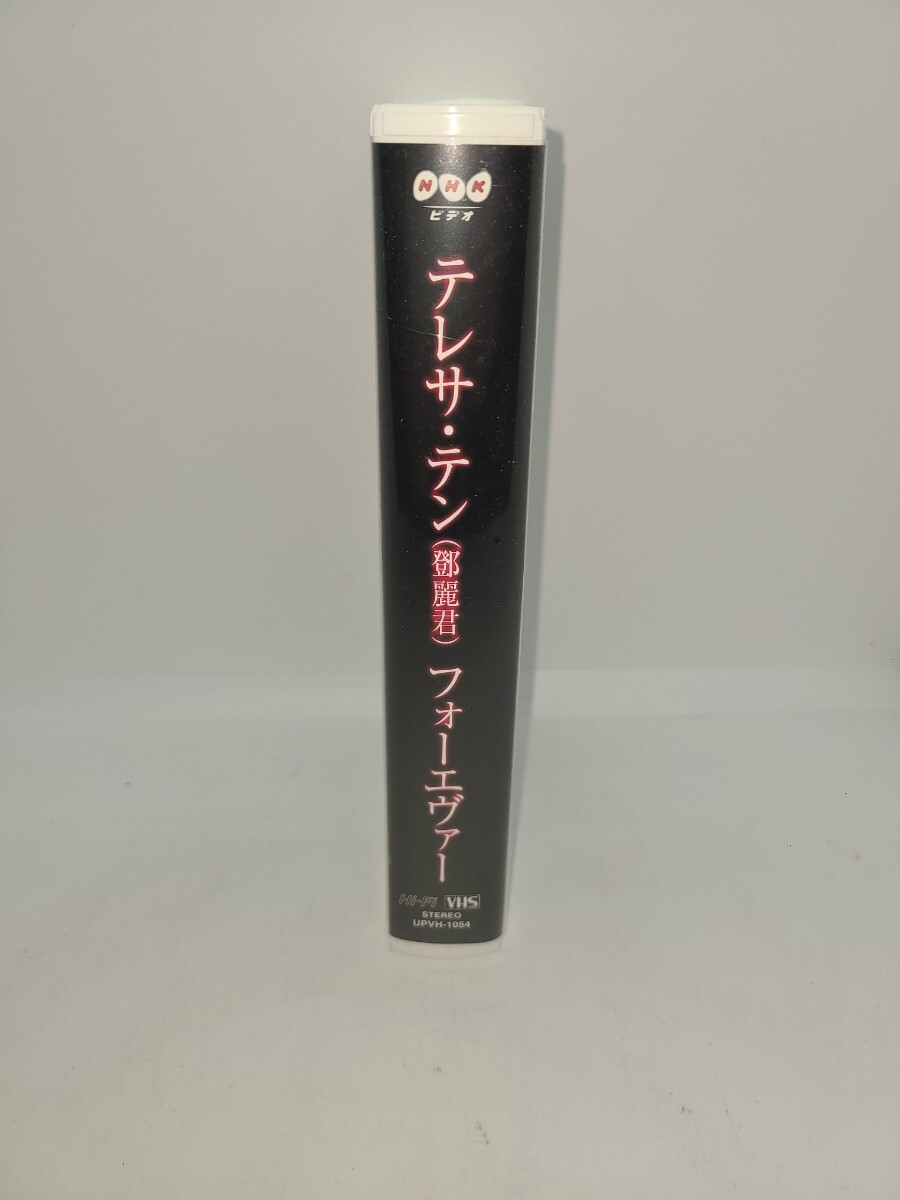 NHK
ビデオ
テレサ・テン(鄧麗君) フォーエヴァー
Hi-Fi VHS
STEREO
UPVH-1054